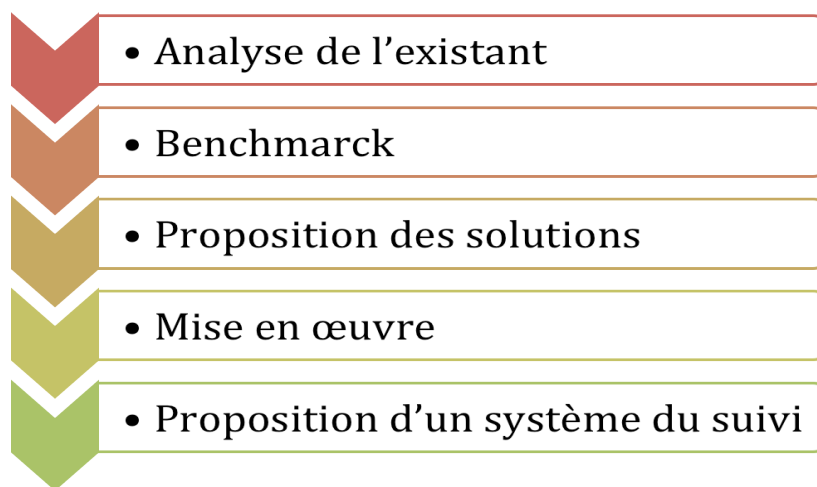 • Analyse de l’existant
• Benchmarck
• Proposition des solutions
• Mise en œuvre
• Proposition d’un système du suivi